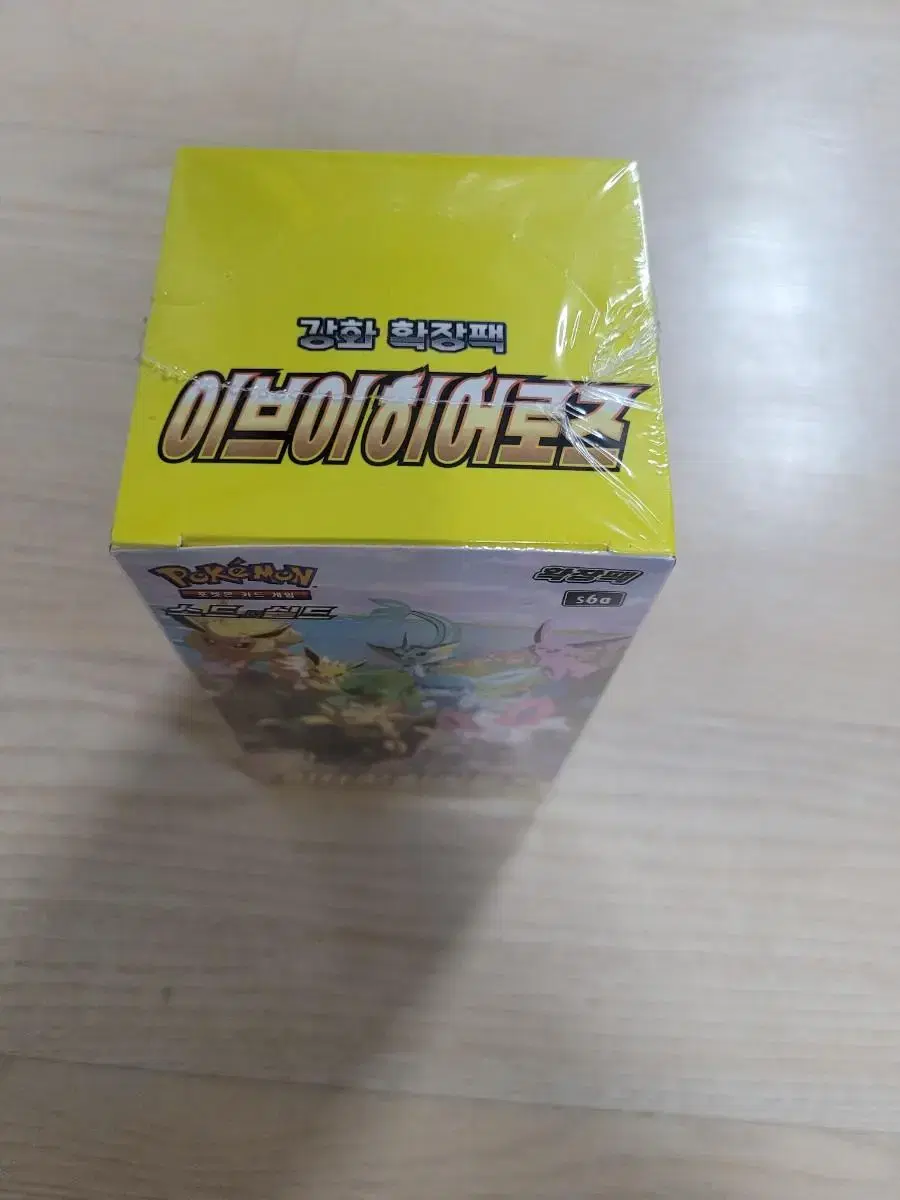 강화 확장팩
이브이 히어로즈
POKéMON
포켓몬 카드 게임
소드&실드
확장팩
s6a